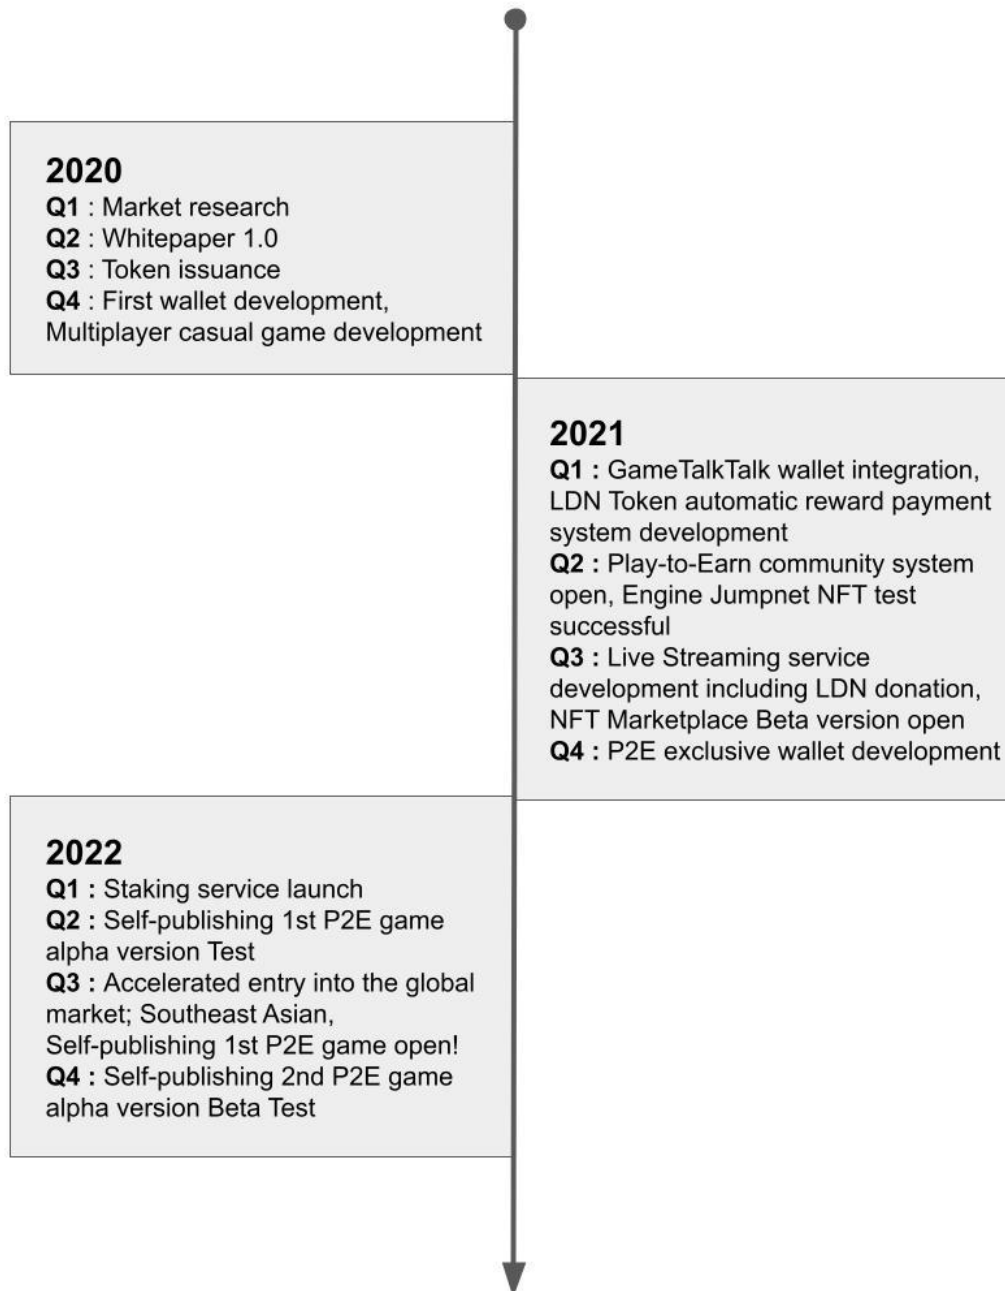 2020
Q1 : Market research
Q2 : Whitepaper 1.0
Q3 : Token issuance
Q4 : First wallet development,
Multiplayer casual game development
2021
Q1 : GameTalkTalk wallet integration,
LDN Token automatic reward payment
system development
Q2 : Play-to-Earn community system
open, Engine Jumpnet NFT test
successful
Q3 : Live Streaming service
development including LDN donation,
NFT Marketplace Beta version open
Q4 : P2E exclusive wallet development
2022
Q1 : Staking service launch
Q2 : Self-publishing 1st P2E game
alpha version Test
Q3 : Accelerated entry into the global
market; Southeast Asian,
Self-publishing 1st P2E game open!
Q4 : Self-publishing 2nd P2E game
alpha version Beta Test